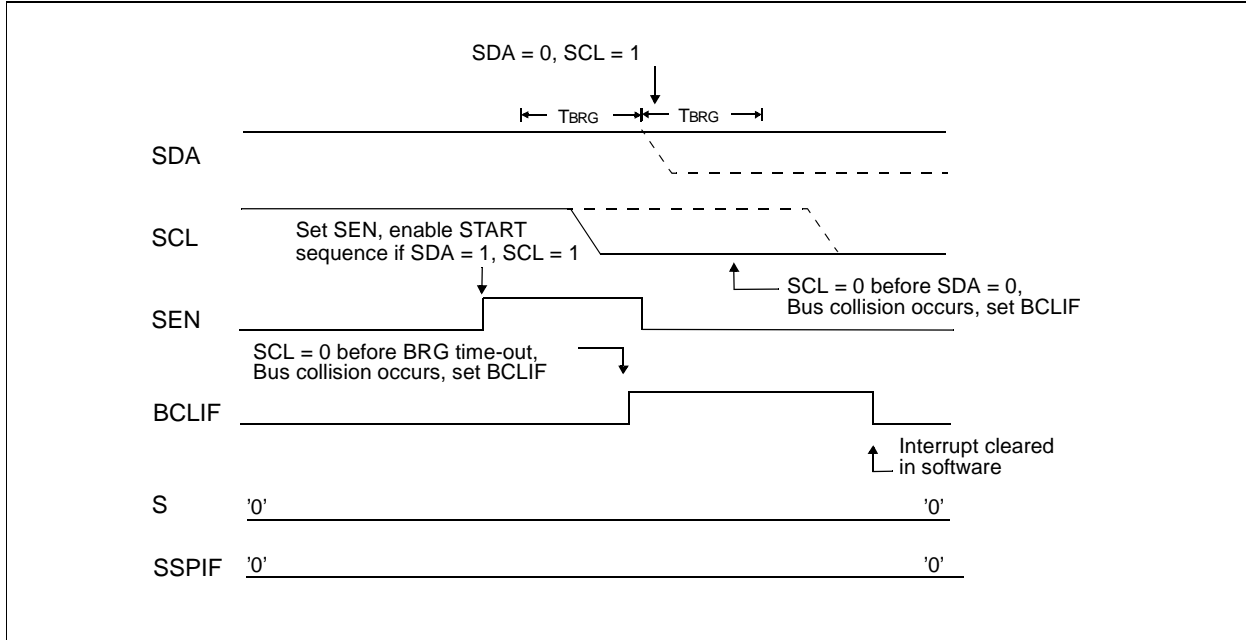 SDA = 0, SCL = 1
TBRG TBRG
SDA
SCL
Set SEN, enable START
sequence if SDA = 1, SCL = 1
SCL = 0 before SDA = 0,
Bus collision occurs, set BCLIF
SEN
SCL = 0 before BRG time-out,
Bus collision occurs, set BCLIF
BCLIF
Interrupt cleared
in software
S '0' '0'
SSPIF '0' '0'